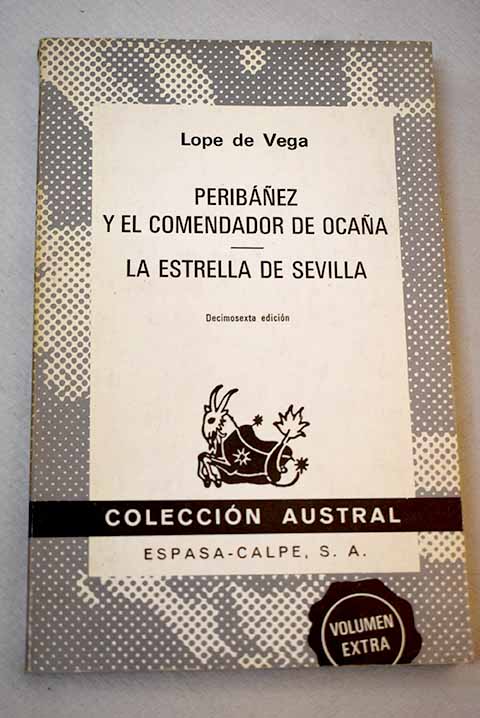 Lope de Vega
PERIBÁÑEZ
Y EL COMENDADOR DE OCAÑA
LA ESTRELLA DE SEVILLA
Decimosexta edición
COLECCIÓN AUSTRAL
ESPASA-CALPE, S. A.
VOLUMEN
EXTRA